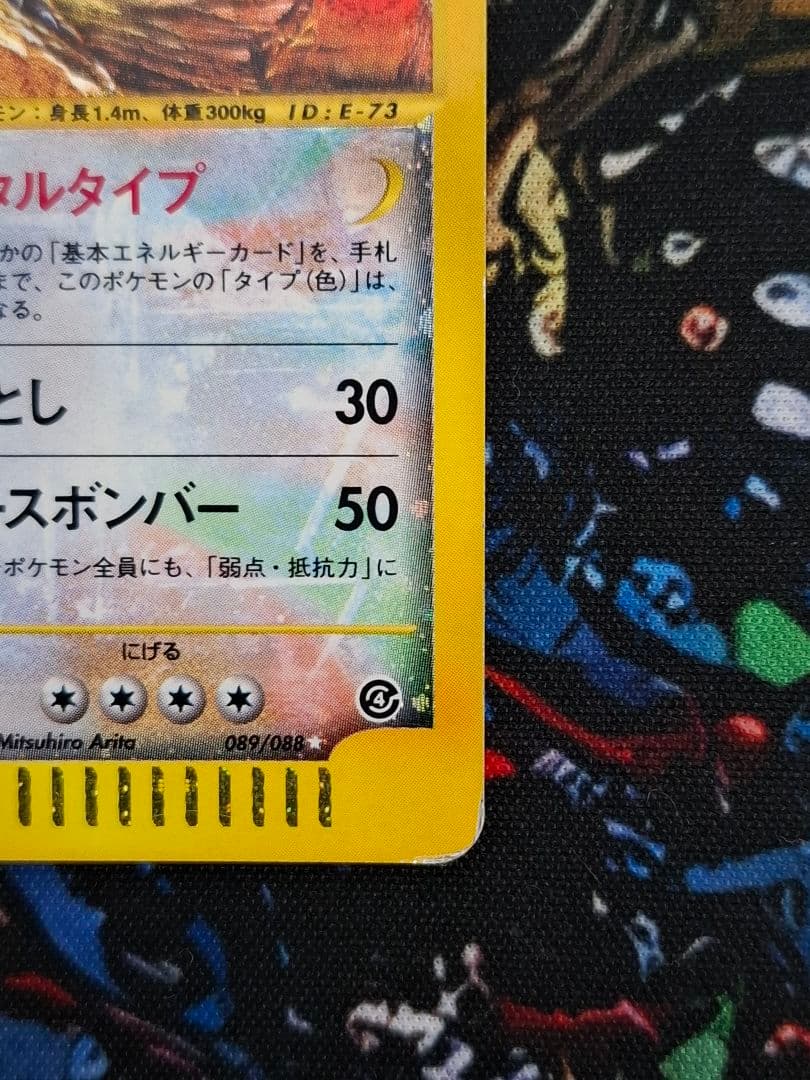 モン：身長1.4m、体重300kg ID:E-73
タルタイプ
かの「基本エネルギーカード」を、手札
まで、このポケモンの「タイプ(色)」は、
なる。
とし 30
ースボンバー 50
ポケモン全員にも、「弱点・抵抗力」に
にげる
4
Mitsuhiro Arita 089/088